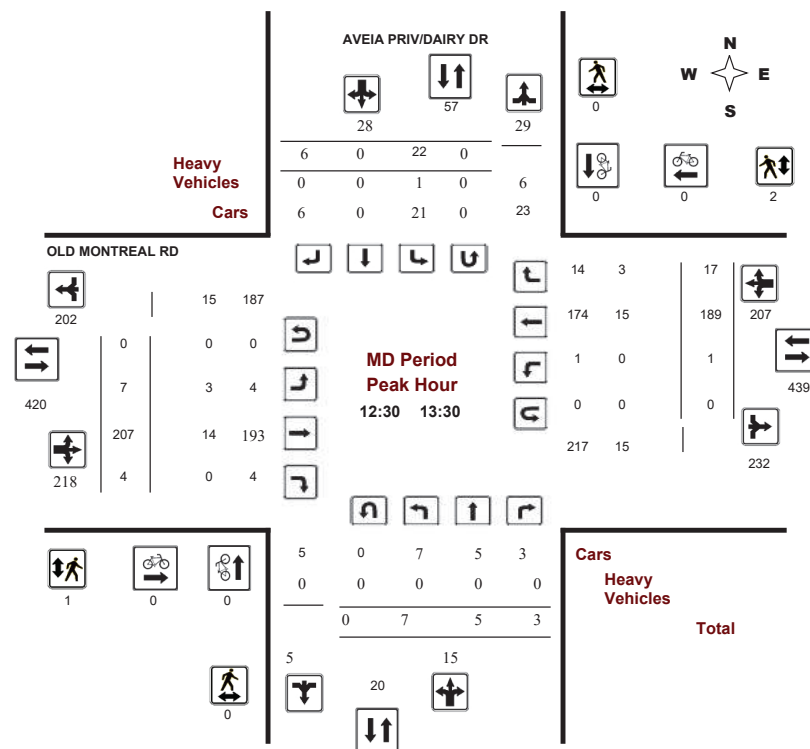 AVEIA PRIV/DAIRY DR
N
W E
S
57
0
28 29
6 0 22 0
Heavy
Vehicles
0 0 1 0 6
Cars
6 0 21 0 23
0 0 2
OLD MONTREAL RD
202
15 187
14 3 17
0 0 0
174 15 189 207
MD Period
Peak Hour
12:30 13:30
420
7 3 4
1 0 1
439
0 0 0
207 14 193
217 15
232
218 4 0 4
5 0 7 5 3
Cars
0 0 0 0 0
Heavy
Vehicles
0 7 5 3
Total
1 0 0
5 15
20
0